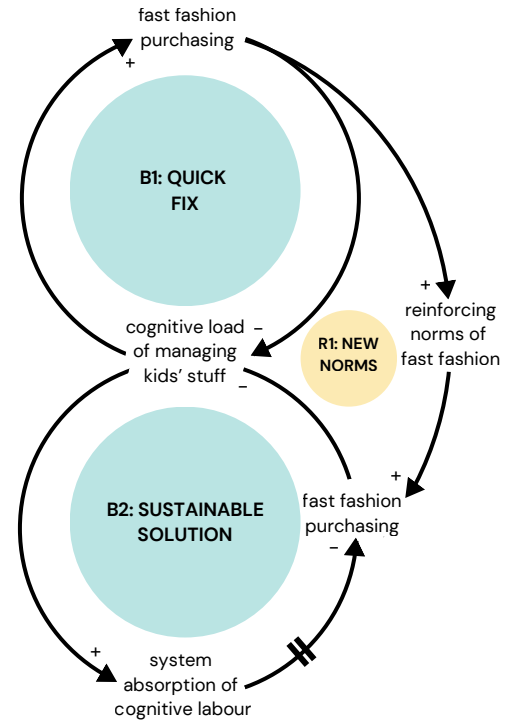 fast fashion
purchasing
+
B1: QUICK
FIX
+
reinforcing
norms of
fast fashion
cognitive load
of managing
kids’ stuff
–
–
R1: NEW
NORMS
+
fast fashion
purchasing
–
B2: SUSTAINABLE
SOLUTION
+
system
absorption of
cognitive labour